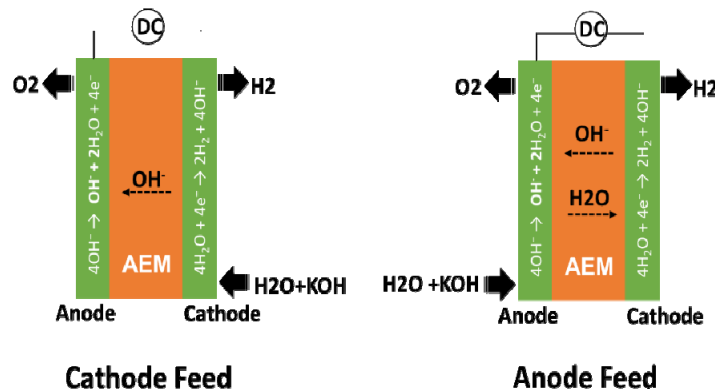 DC
O2
H2
4OH⁻ → OH⁻ + 2H₂O + 4e⁻
OH⁻
4H₂O + 4e⁻ → 2H₂ + 4OH⁻
AEM
H2O+KOH
Anode
Cathode
Cathode Feed
DC
O2
H2
4OH⁻ → OH⁻ + 2H₂O + 4e⁻
OH⁻
H2O
4H₂O + 4e⁻ → 2H₂ + 4OH⁻
AEM
H2O +KOH
Anode
Cathode
Anode Feed